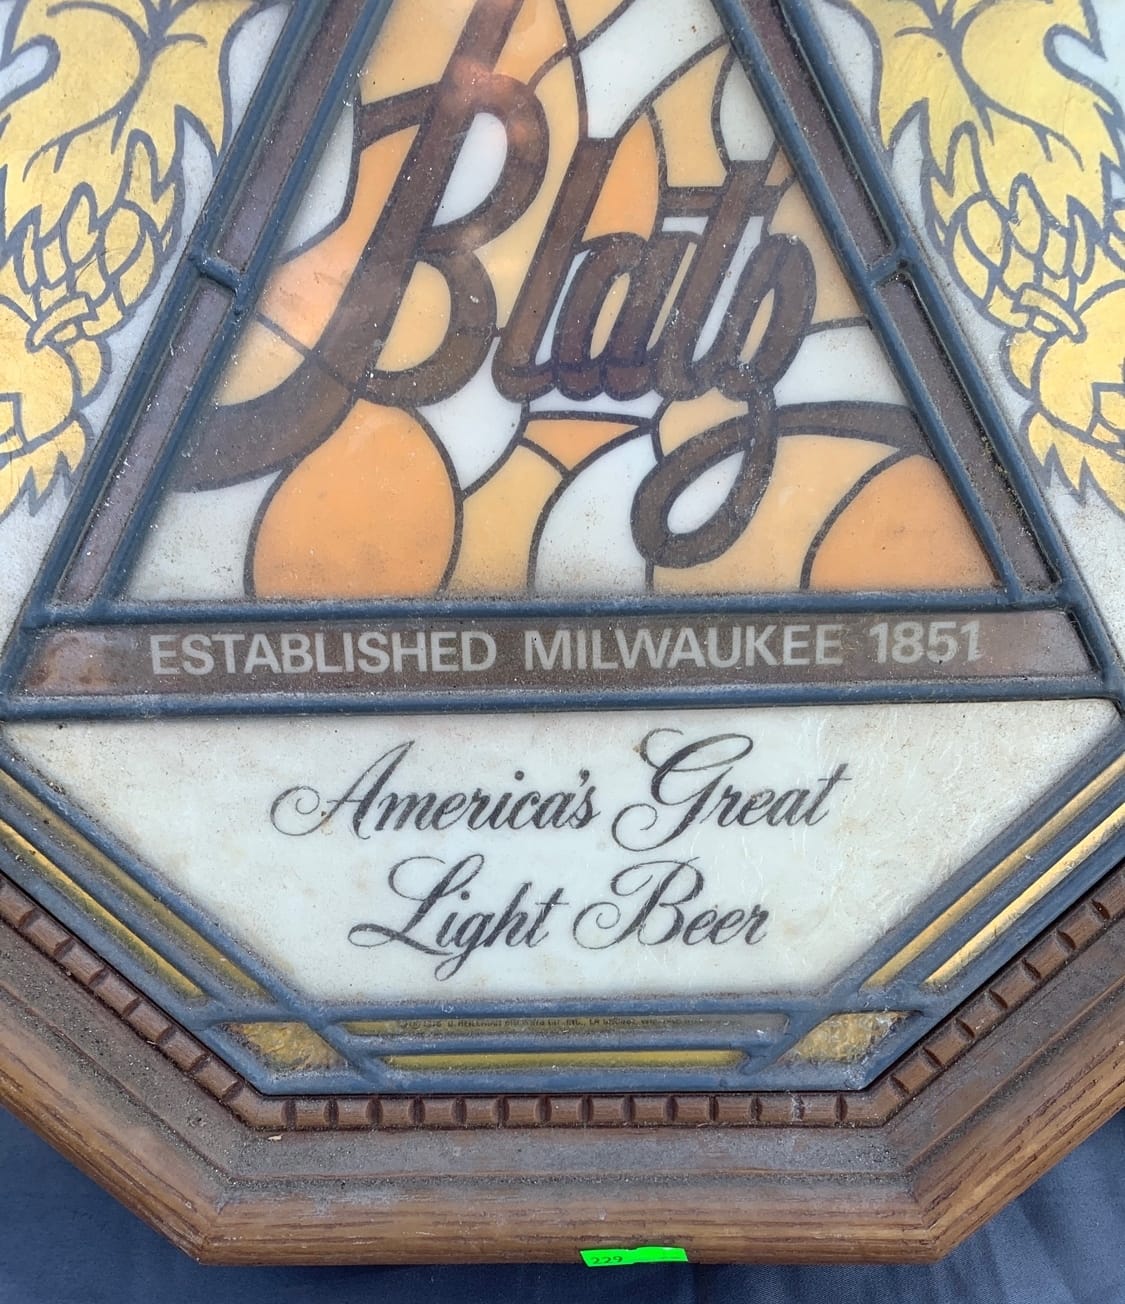 Blatz
ESTABLISHED MILWAUKEE 1851
America's Great
Light Beer
229